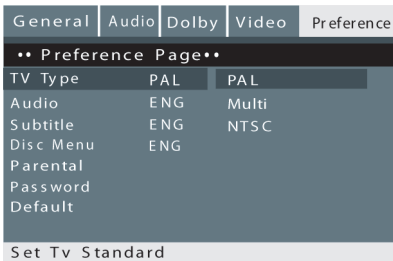 General Audio Dolby Video Preference
•• Preference Page••
TV Type PAL PAL
Audio ENG Multi
Subtitle ENG NTSC
Disc Menu ENG
Parental
Password
Default
Set Tv Standard